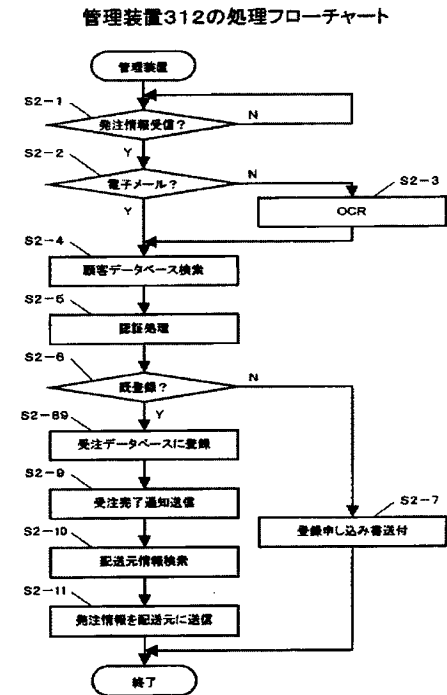 管理装置312の処理フローチャート
管理装置
S2-1
発注情報受信？
N
Y
S2-2
電子メール？
N
Y
S2-3
OCR
S2-4
顧客データベース検索
S2-5
認証処理
S2-6
既登録？
N
Y
S2-89
受注データベースに登録
S2-9
受注完了通知送信
S2-7
登録申し込み書送付
S2-10
配送元情報検索
S2-11
発注情報を配送元に送信
終了